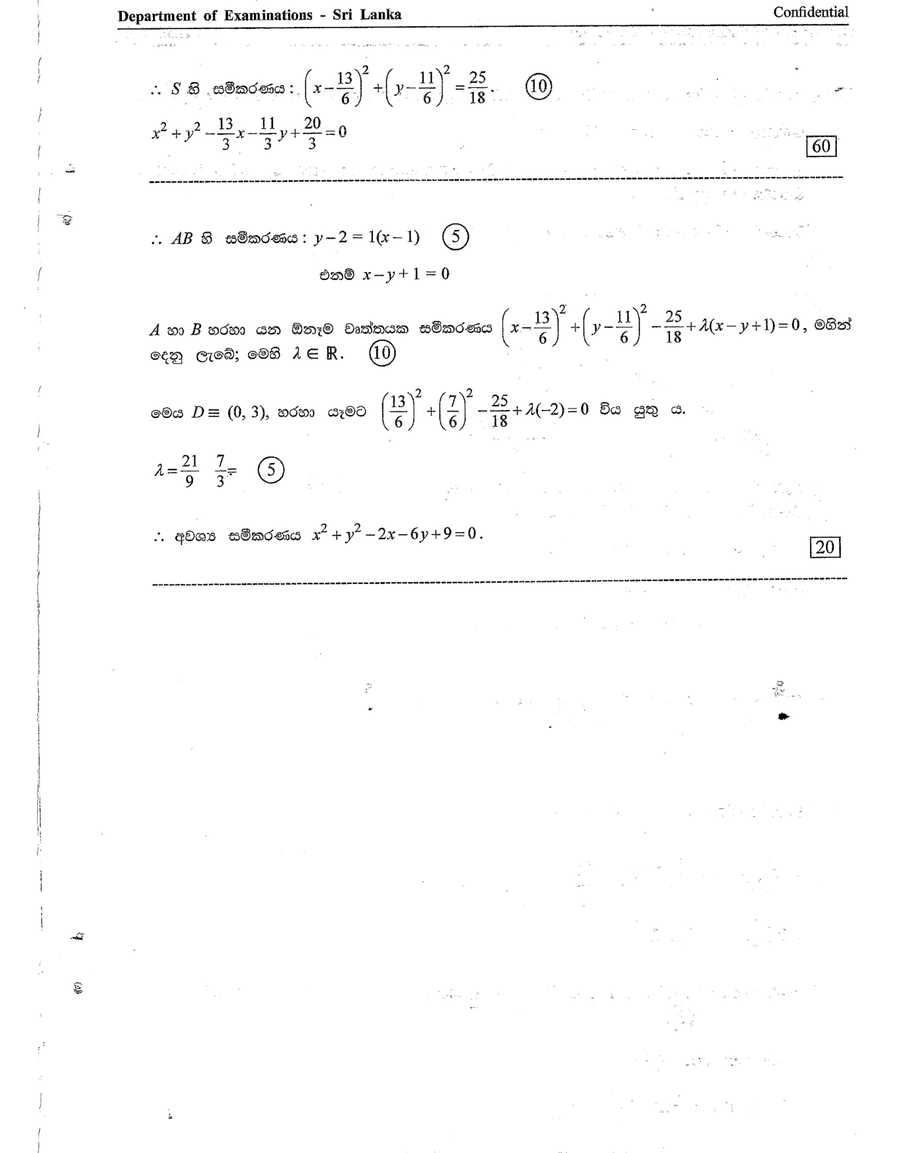 Department of Examinations - Sri Lanka Confidential
∴ S හි සමීකරණය : (x − 13/6)² + (y − 11/6)² = 25/18 . (10)
x² + y² − 13/3 x − 11/3 y + 20/3 = 0
60
∴ AB හි සමීකරණය : y − 2 = 1(x − 1) (5)
එනම් x − y + 1 = 0
A හා B හරහා යන ඕනෑම වෘත්තයක සමීකරණය (x − 13/6)² + (y − 11/6)² − 25/18 + λ(x − y + 1) = 0 , මගින්
දෙනු ලැබේ; මෙහි λ ∈ ℝ. (10)
මෙය D ≡ (0, 3), හරහා යෑමට (13/6)² + (7/6)² − 25/18 + λ(−2) = 0 විය යුතු ය.
λ = 21/9 7/3 = (5)
∴ අවශ්‍ය සමීකරණය x² + y² − 2x − 6y + 9 = 0 .
20